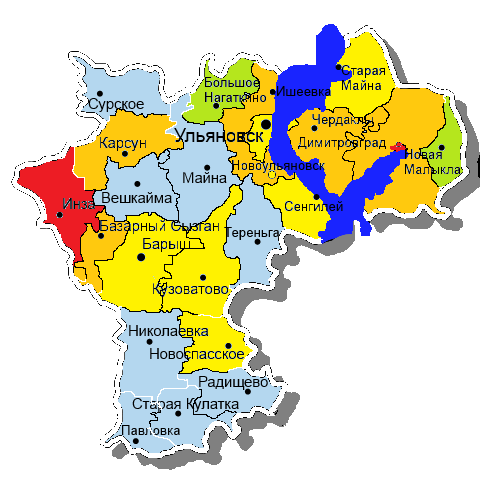 Старая
Майна
Большое
Нагаткино
Ишеевка
Сурское
Чердаклы
Ульяновск
Карсун
Димитровград
Новая
Малыкла
Новоульяновск
Майна
Вешкайма
Инза
Сенгилей
Базарный Сызган
Тереньга
Барыш
Кузоватово
Николаевка
Новоспасское
Радищево
Старая Кулатка
Павловка